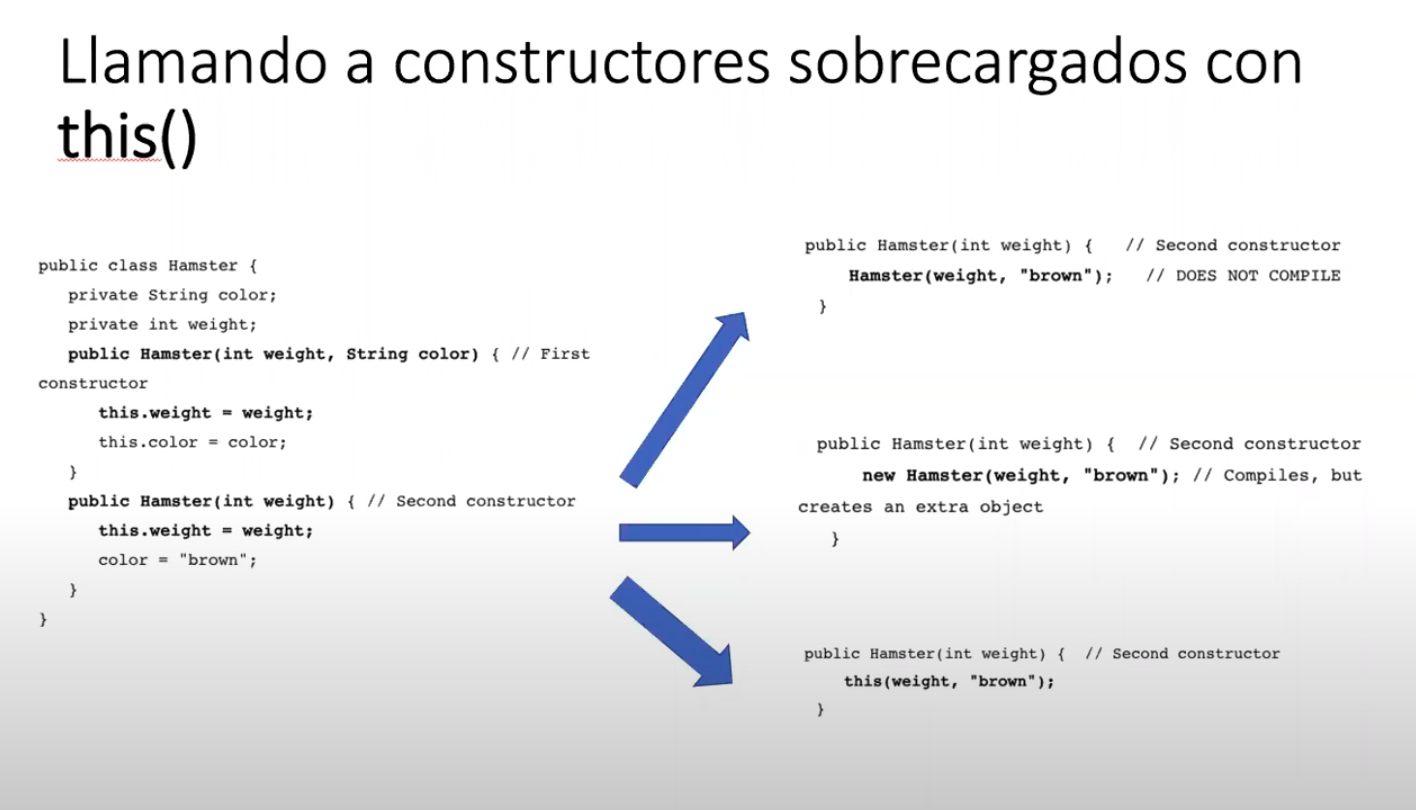 Llamando a constructores sobrecargados con
this()
public class Hamster {
private String color;
private int weight;
public Hamster(int weight, String color) { // First
constructor
this.weight = weight;
this.color = color;
}
public Hamster(int weight) { // Second constructor
this.weight = weight;
color = "brown";
}
}
public Hamster(int weight) { // Second constructor
Hamster(weight, "brown"); // DOES NOT COMPILE
}
public Hamster(int weight) { // Second constructor
new Hamster(weight, "brown"); // Compiles, but
creates an extra object
}
public Hamster(int weight) { // Second constructor
this(weight, "brown");
}